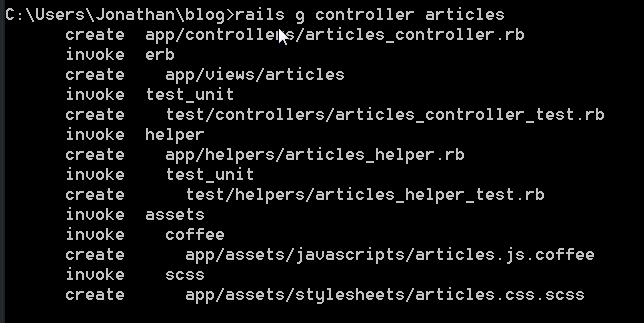 C:\Users\Jonathan\blog>rails g controller articles
      create  app/controllers/articles_controller.rb
      invoke  erb
      create    app/views/articles
      invoke  test_unit
      create    test/controllers/articles_controller_test.rb
      invoke  helper
      create    app/helpers/articles_helper.rb
      invoke    test_unit
      create      test/helpers/articles_helper_test.rb
      invoke  assets
      invoke    coffee
      create      app/assets/javascripts/articles.js.coffee
      invoke    scss
      create      app/assets/stylesheets/articles.css.scss